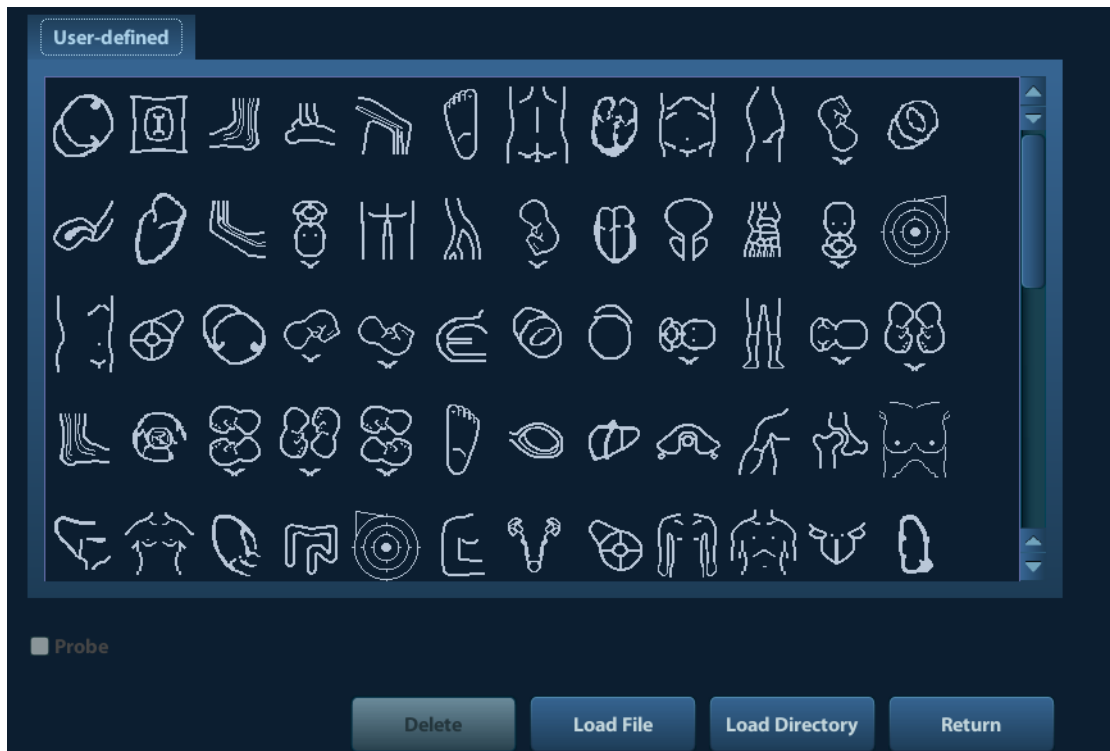 User-defined
Probe
Delete
Load File
Load Directory
Return